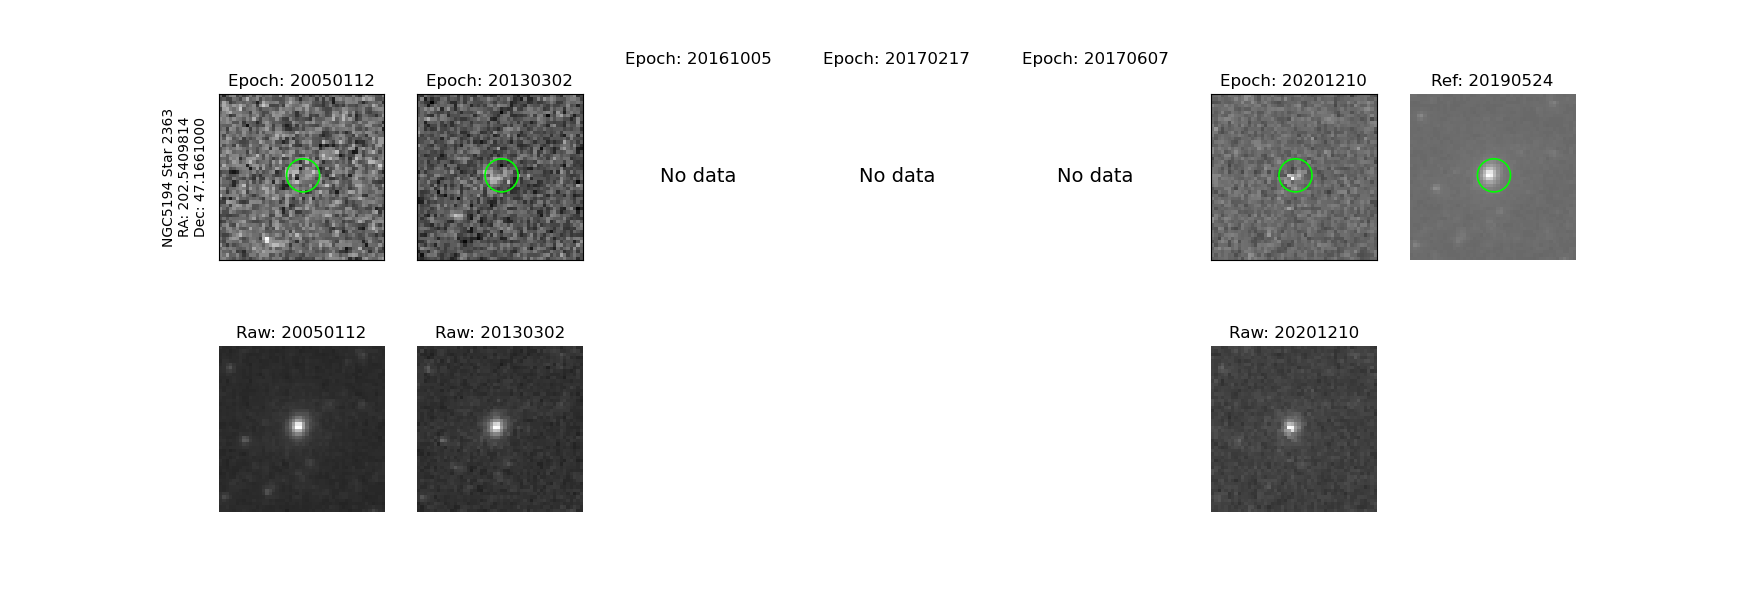 NGC5194 Star 2363
RA: 202.5409814
Dec: 47.1661000
Epoch: 20050112
Epoch: 20130302
Epoch: 20161005
Epoch: 20170217
Epoch: 20170607
Epoch: 20201210
Ref: 20190524
No data
No data
No data
Raw: 20050112
Raw: 20130302
Raw: 20201210